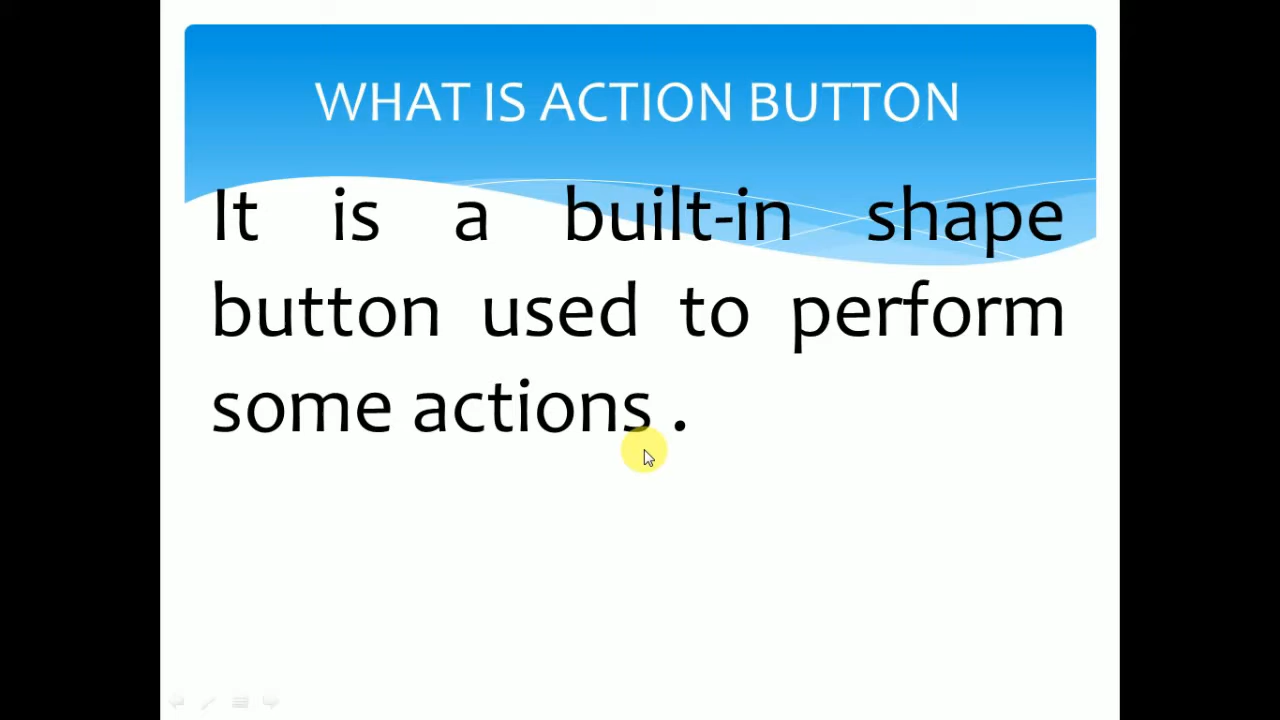 WHAT IS ACTION BUTTON
It is a built-in shape
button used to perform
some actions .